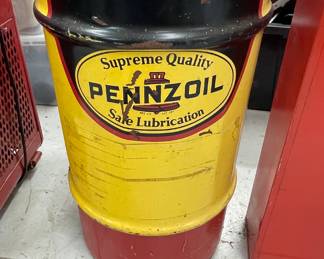 Supreme Quality
PENNZOIL
Safe Lubrication